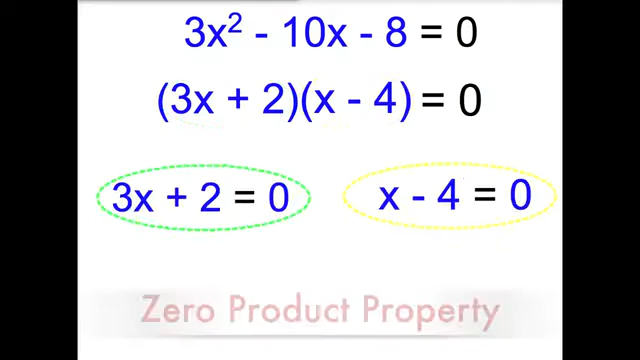 3x² - 10x - 8 = 0
(3x + 2)(x - 4) = 0
3x + 2 = 0 x - 4 = 0
Zero Product Property